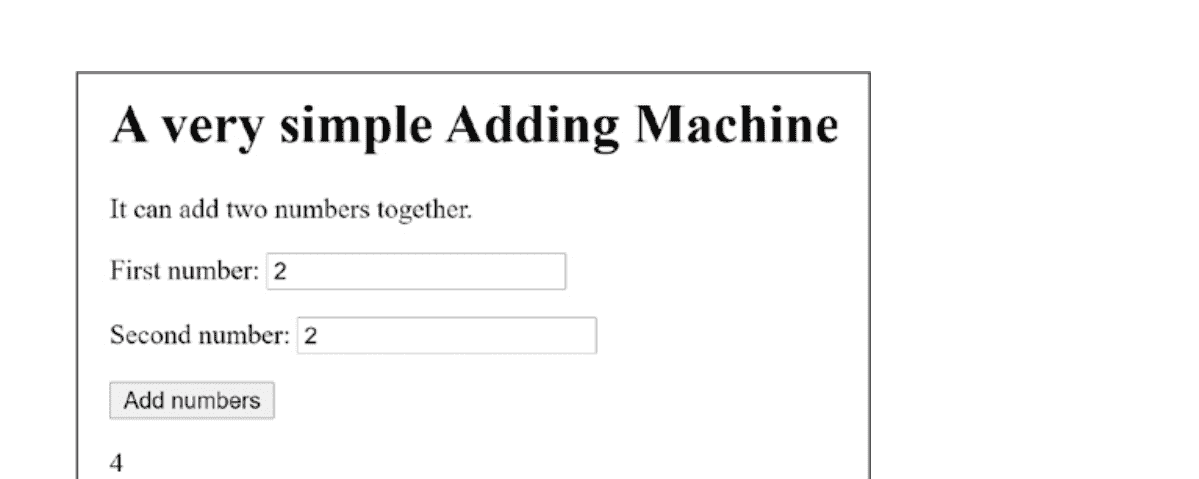 A very simple Adding Machine
It can add two numbers together.
First number: 2
Second number: 2
Add numbers
4